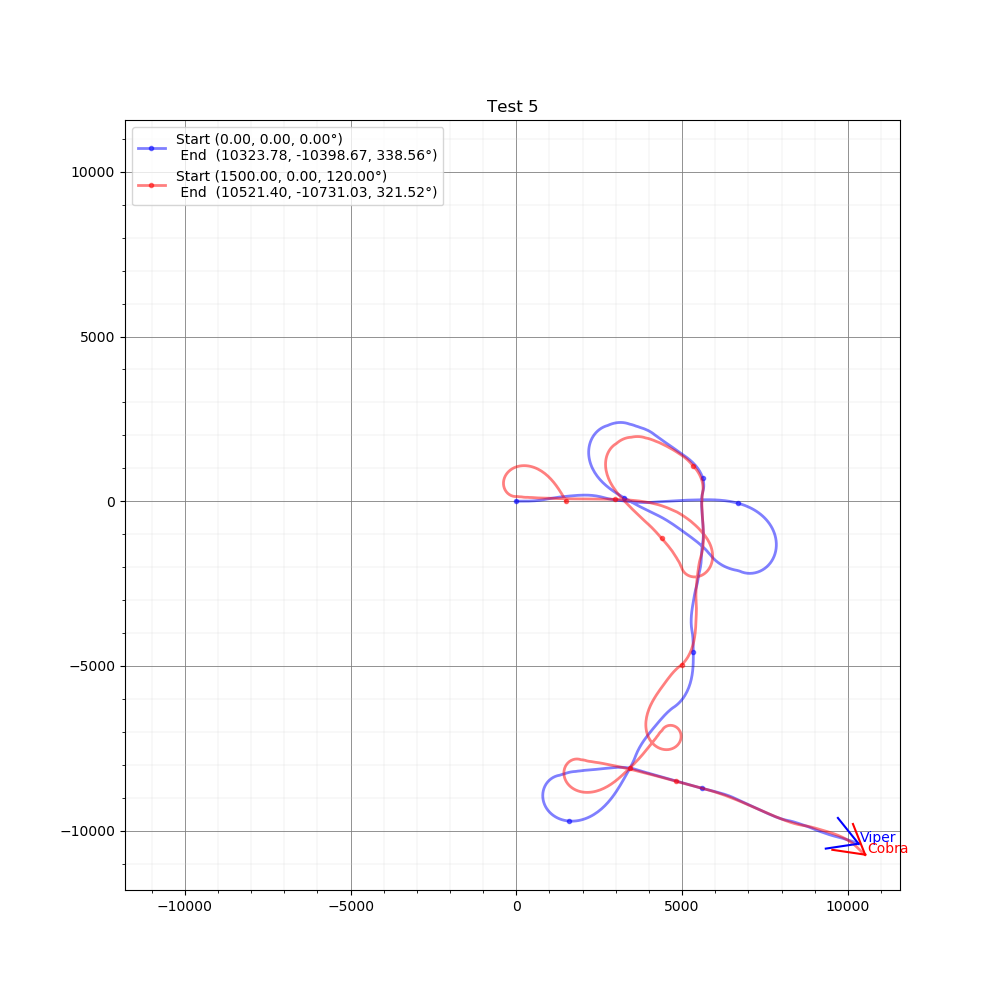 Test 5
Start (0.00, 0.00, 0.00°)
End  (10323.78, -10398.67, 338.56°)
Start (1500.00, 0.00, 120.00°)
End  (10521.40, -10731.03, 321.52°)
10000
5000
0
−5000
−10000
Viper
Cobra
−10000 −5000 0 5000 10000